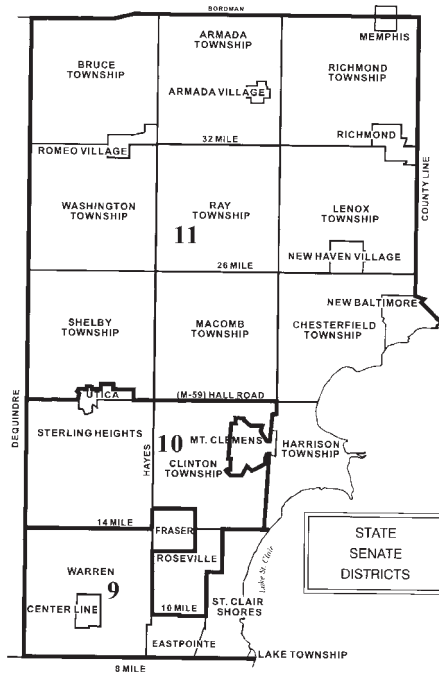 BORDMAN
ARMADA
TOWNSHIP
MEMPHIS
BRUCE
TOWNSHIP
RICHMOND
TOWNSHIP
ARMADA VILLAGE
RICHMOND
32 MILE
ROMEO VILLAGE
WASHINGTON
TOWNSHIP
RAY
TOWNSHIP
LENOX
TOWNSHIP
COUNTY LINE
11
NEW HAVEN VILLAGE
26 MILE
NEW BALTIMORE
SHELBY
TOWNSHIP
MACOMB
TOWNSHIP
CHESTERFIELD
TOWNSHIP
UTICA
(M-59) HALL ROAD
DEQUINDRE
STERLING HEIGHTS
HAYES
10
MT. CLEMENS
CLINTON
TOWNSHIP
HARRISON
TOWNSHIP
14 MILE
FRASER
STATE
SENATE
DISTRICTS
ROSEVILLE
Lake St. Clair
WARREN
9
CENTER LINE
10 MILE
ST. CLAIR
SHORES
EASTPOINTE
LAKE TOWNSHIP
8 MILE